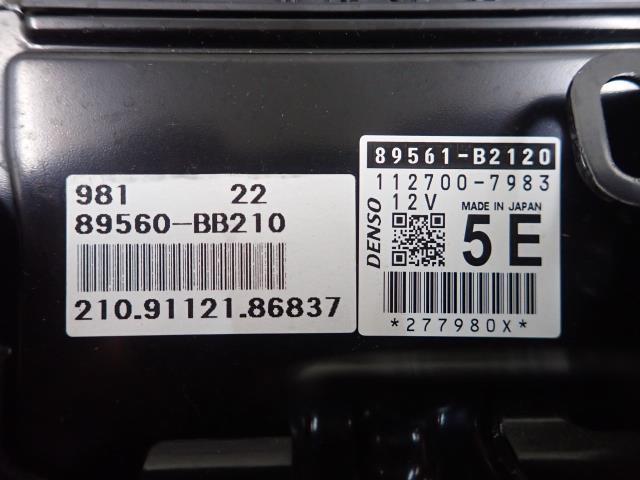 981 22
89560-BB210
210.91121.86837
89561-B2120
112700-7983
DENSO
12V MADE IN JAPAN
5E
*277980X*